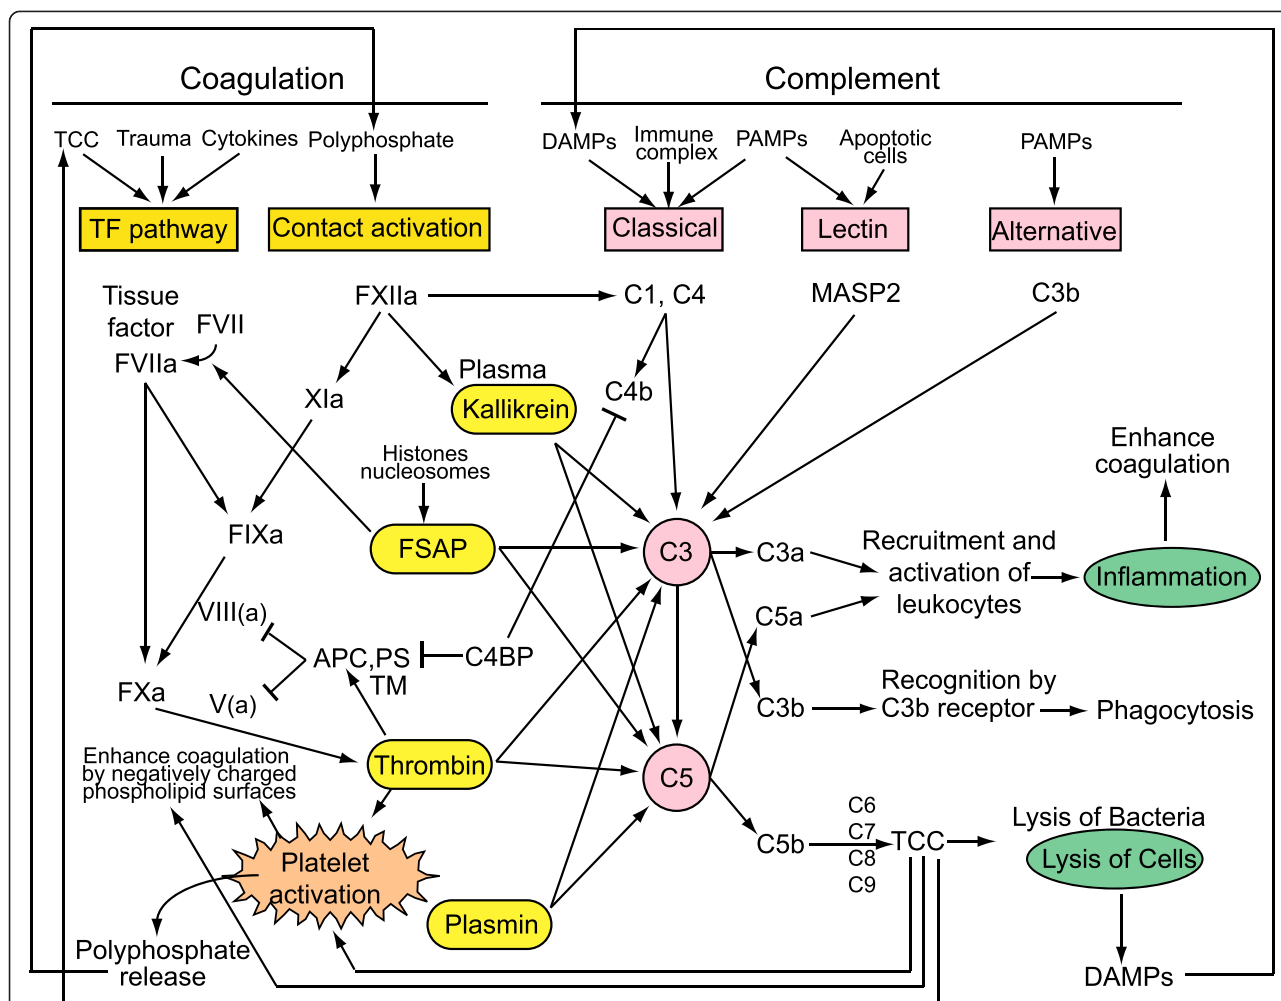 Coagulation
Complement
TCC
Trauma
Cytokines
Polyphosphate
DAMPs
Immune
complex
PAMPs
Apoptotic
cells
PAMPs
TF pathway
Contact activation
Classical
Lectin
Alternative
Tissue
factor
FVII
FVIIa
FXIIa
C1, C4
MASP2
C3b
XIa
Plasma
Kallikrein
C4b
Histones
nucleosomes
Enhance
coagulation
FIXa
FSAP
C3
C3a
Recruitment and
activation of
leukocytes
Inflammation
VIII(a)
C5a
APC,PS
TM
C4BP
FXa
V(a)
C3b
Recognition by
C3b receptor
Phagocytosis
Enhance coagulation
by negatively charged
phospholipid surfaces
Thrombin
C5
C6
C7
C8
C9
C5b
TCC
Lysis of Bacteria
Lysis of Cells
Platelet
activation
Plasmin
Polyphosphate
release
DAMPs